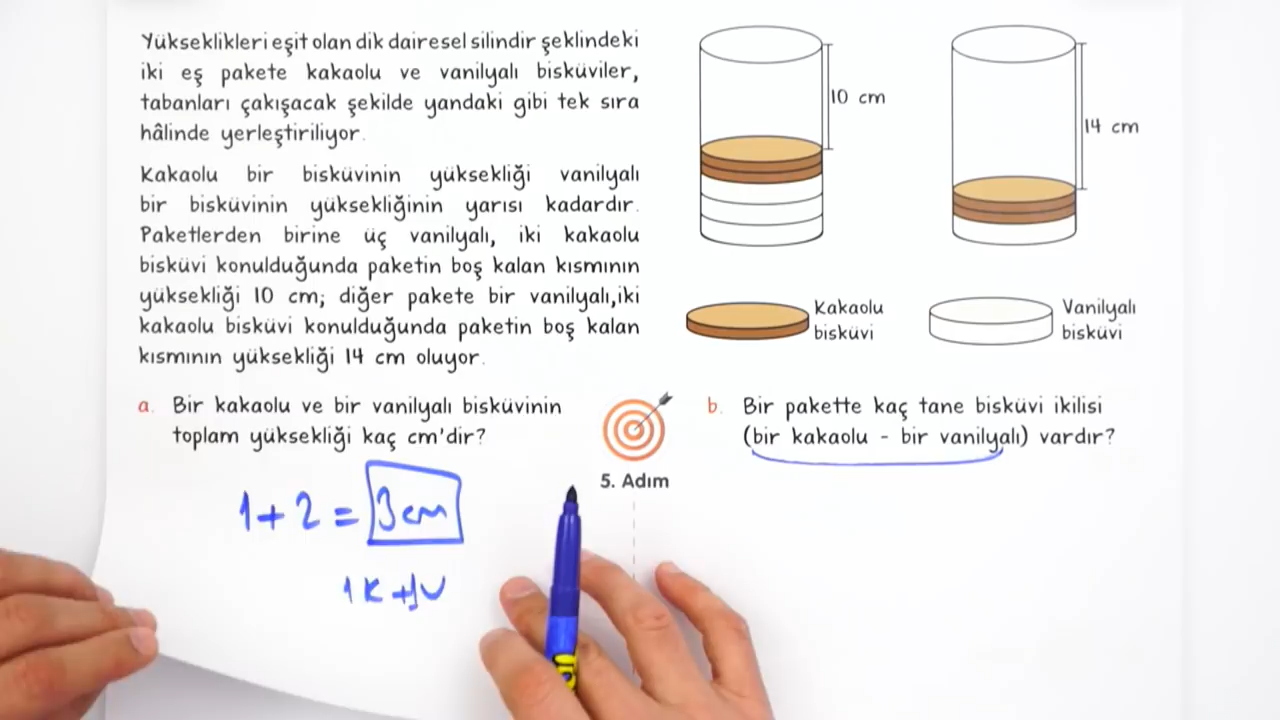 Yükseklikleri eşit olan dik dairesel silindir şeklindeki
iki eş pakete kakaolu ve vanilyalı bisküviler,
tabanları çakışacak şekilde yandaki gibi tek sıra
hâlinde yerleştiriliyor.
Kakaolu bir bisküvinin yüksekliği vanilyalı
bir bisküvinin yüksekliğinin yarısı kadardır.
Paketlerden birine üç vanilyalı, iki kakaolu
bisküvi konulduğunda paketin boş kalan kısmının
yüksekliği 10 cm; diğer pakete bir vanilyalı,iki
kakaolu bisküvi konulduğunda paketin boş kalan
kısmının yüksekliği 14 cm oluyor.
10 cm
14 cm
Kakaolu
bisküvi
Vanilyalı
bisküvi
a. Bir kakaolu ve bir vanilyalı bisküvinin
toplam yüksekliği kaç cm'dir?
1+2 = 3cm
1K+1V
5. Adım
b. Bir pakette kaç tane bisküvi ikilisi
(bir kakaolu - bir vanilyalı) vardır?